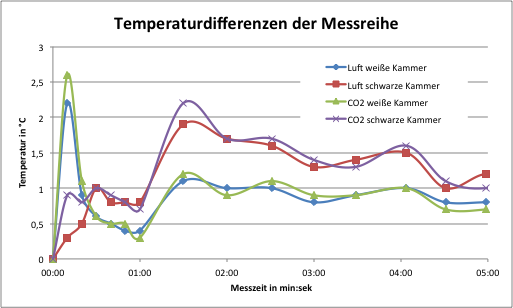 Temperaturdifferenzen der Messreihe
3
2,5
2
1,5
1
0,5
0
Temperatur in °C
Luft weiße Kammer
Luft schwarze Kammer
CO2 weiße Kammer
CO2 schwarze Kammer
00:00 01:00 02:00 03:00 04:00 05:00
Messzeit in min:sek